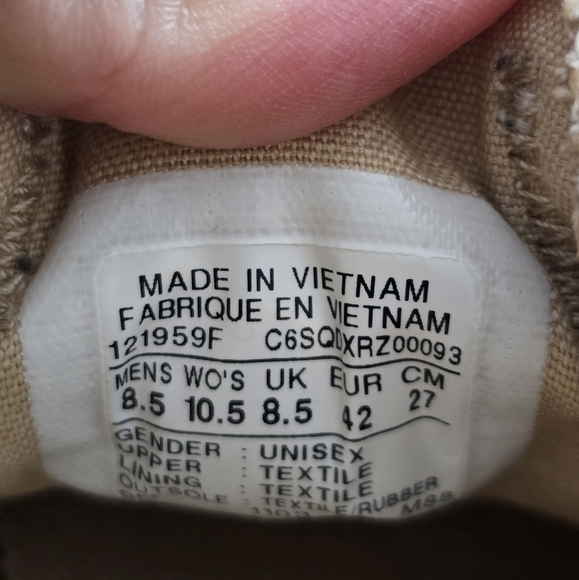 MADE IN VIETNAM
FABRIQUE EN VIETNAM
121959F C6SQDXRZ00093
MENS WO'S UK EUR CM
8.5 10.5 8.5 42 27
GENDER : UNISEX
UPPER : TEXTILE
LINING : TEXTILE
OUTSOLE : TEXTILE/RUBBER